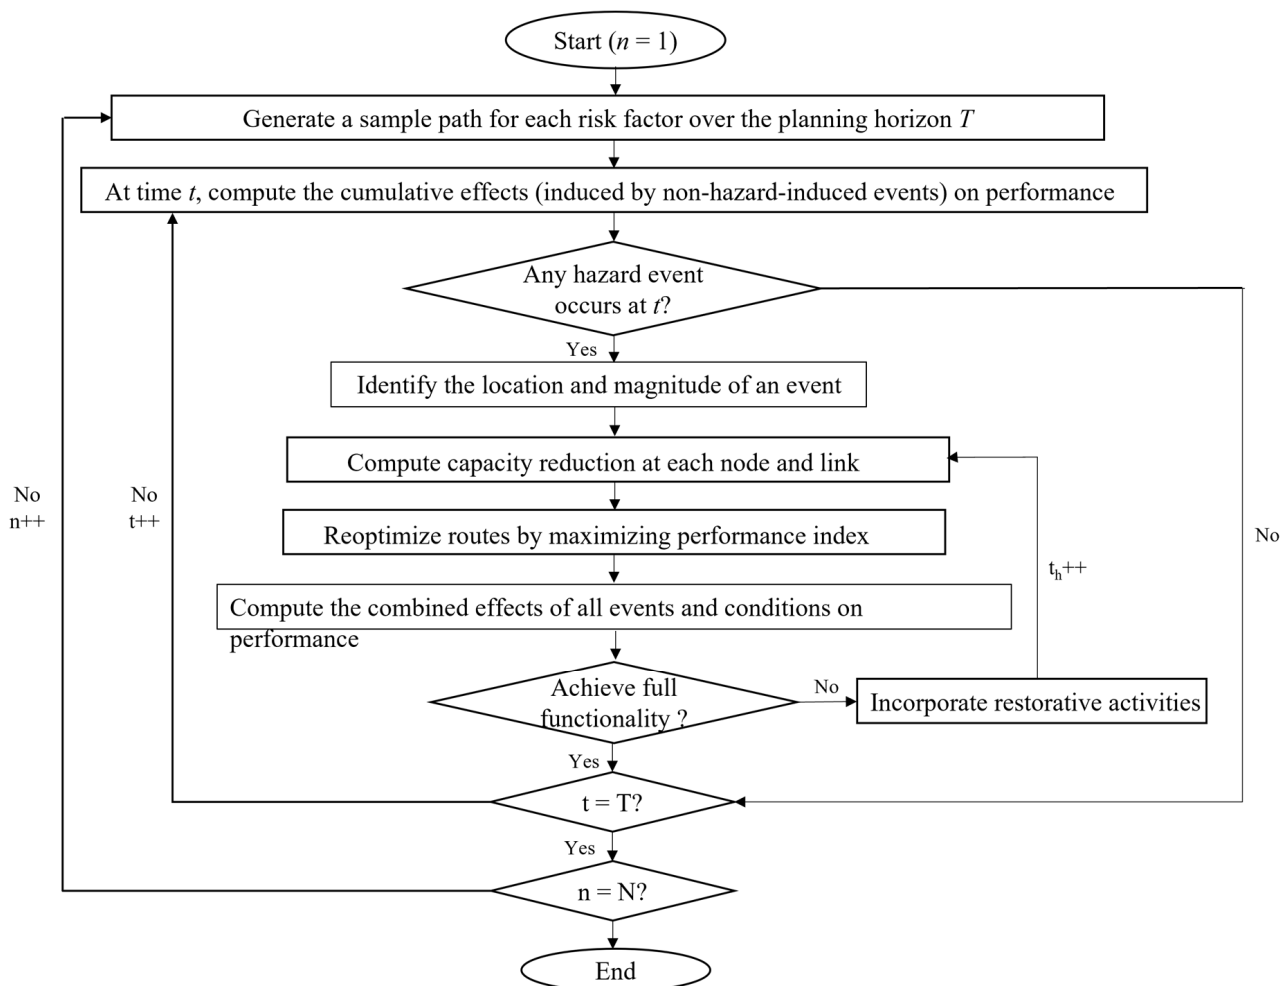 Start (n = 1)
Generate a sample path for each risk factor over the planning horizon T
At time t, compute the cumulative effects (induced by non-hazard-induced events) on performance
Any hazard event
occurs at t?
Yes
Identify the location and magnitude of an event
Compute capacity reduction at each node and link
No
n++
No
t++
Reoptimize routes by maximizing performance index
No
th++
Compute the combined effects of all events and conditions on
performance
Achieve full
functionality ?
No
Incorporate restorative activities
Yes
t = T?
Yes
n = N?
End